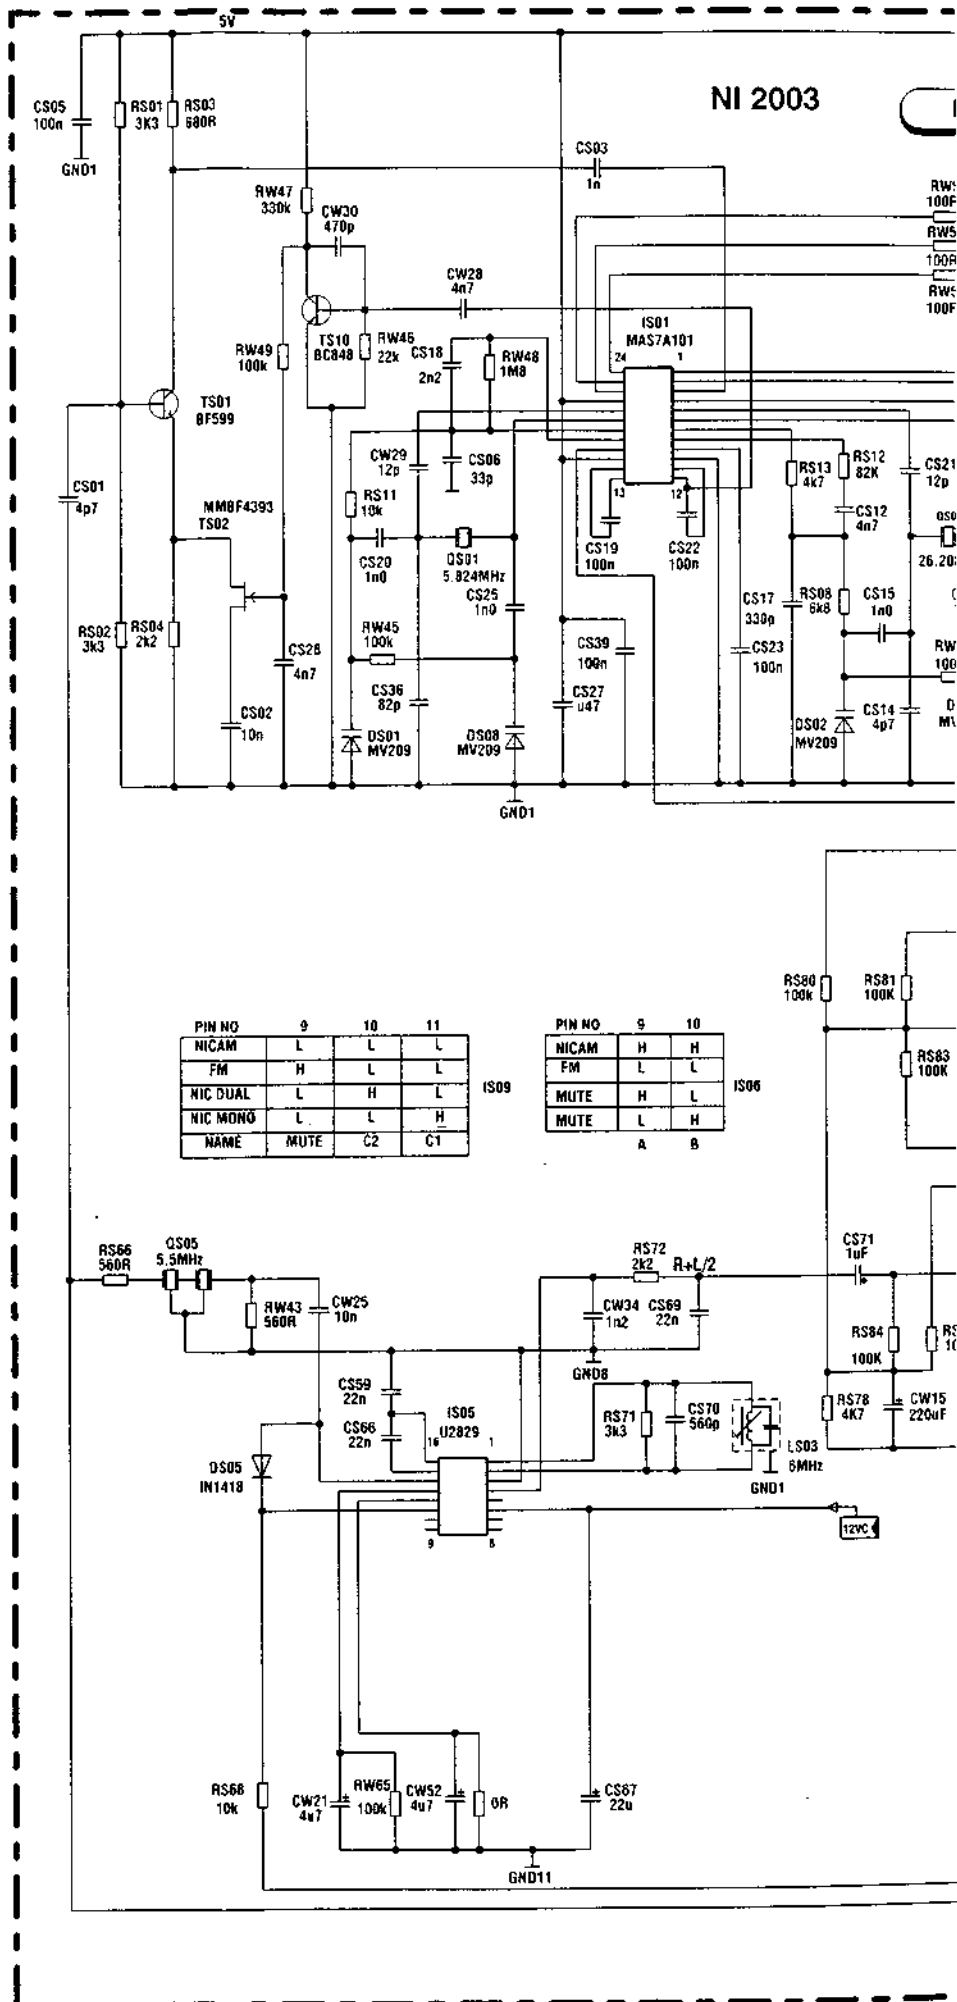 5V
NI 2003
CS05
100n
RS01
3K3
RS03
680R
GND1
CS03
1n
RW47
330k
CW30
470p
100R
CW28
4n7
IS01
MAS7A101
24 1
TS10
BC848
RW46
22k
RW49
100k
CS18
2n2
RW48
1M8
TS01
BF599
CW29
12p
CS06
33p
RS13
4k7
RS12
82K
CS21
12p
CS01
4p7
RS11
10k
13 12
MMBF4393
TS02
CS12
4n7
CS20
1n0
QS01
5.824MHz
CS19
100n
CS22
100n
CS25
1n0
CS17
330p
RS08
6k8
CS15
1n0
RS02
3k3
RS04
2k2
RW45
100k
CS26
4n7
CS39
100n
CS23
100n
CS36
82p
CS27
u47
CS02
10n
DS01
MV209
DS08
MV209
DS02
MV209
CS14
4p7
GND1
RS80
100k
RS81
100K
RS83
100K
PIN NO 9 10 11
NICAM L L L
FM H L L
NIC DUAL L H L
NIC MONO L L H
NAME MUTE C2 C1
IS09
PIN NO 9 10
NICAM H H
FM L L
MUTE H L
MUTE L H
A B
IS06
RS66
560R
QS05
5.5MHz
RS72
2k2
R+L/2
CS71
1uF
RW43
560R
CW25
10n
CW34
1n2
CS69
22n
RS84
100K
GND8
CS59
22n
CS66
22n
IS05
U2829
16 1
RS71
3k3
CS70
560p
RS78
4K7
CW15
220uF
LS03
6MHz
GND1
DS05
IN1418
9 8
12VC
RS68
10k
CW21
4u7
RW65
100k
CW52
4u7
0R
CS87
22u
GND11